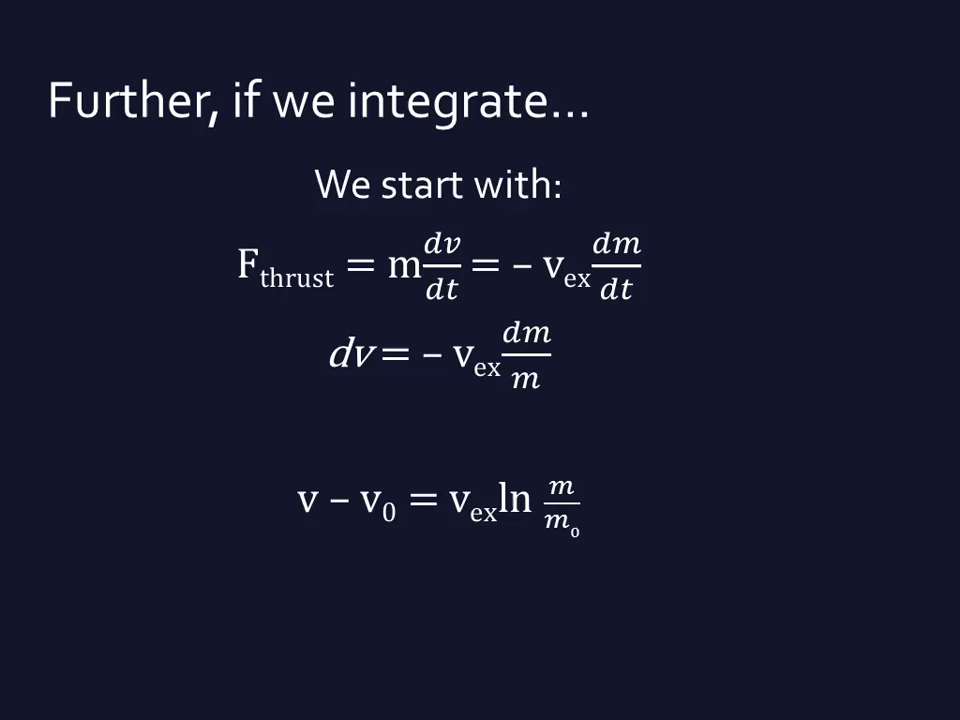 Further, if we integrate…
We start with:
F_thrust = m dv/dt = – v_ex dm/dt
dv = – v_ex dm/m
v – v_0 = v_ex ln m/m_o